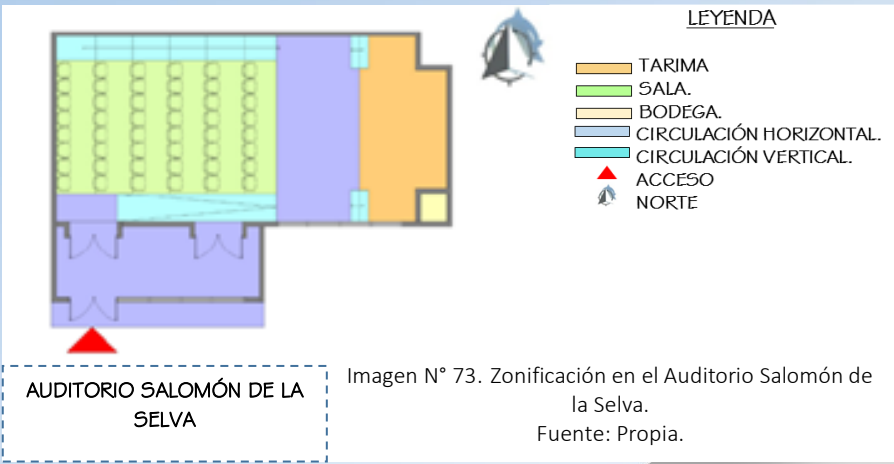 LEYENDA
TARIMA
SALA.
BODEGA.
CIRCULACIÓN HORIZONTAL.
CIRCULACIÓN VERTICAL.
ACCESO
NORTE
AUDITORIO SALOMÓN DE LA
SELVA
Imagen N° 73. Zonificación en el Auditorio Salomón de
la Selva.
Fuente: Propia.